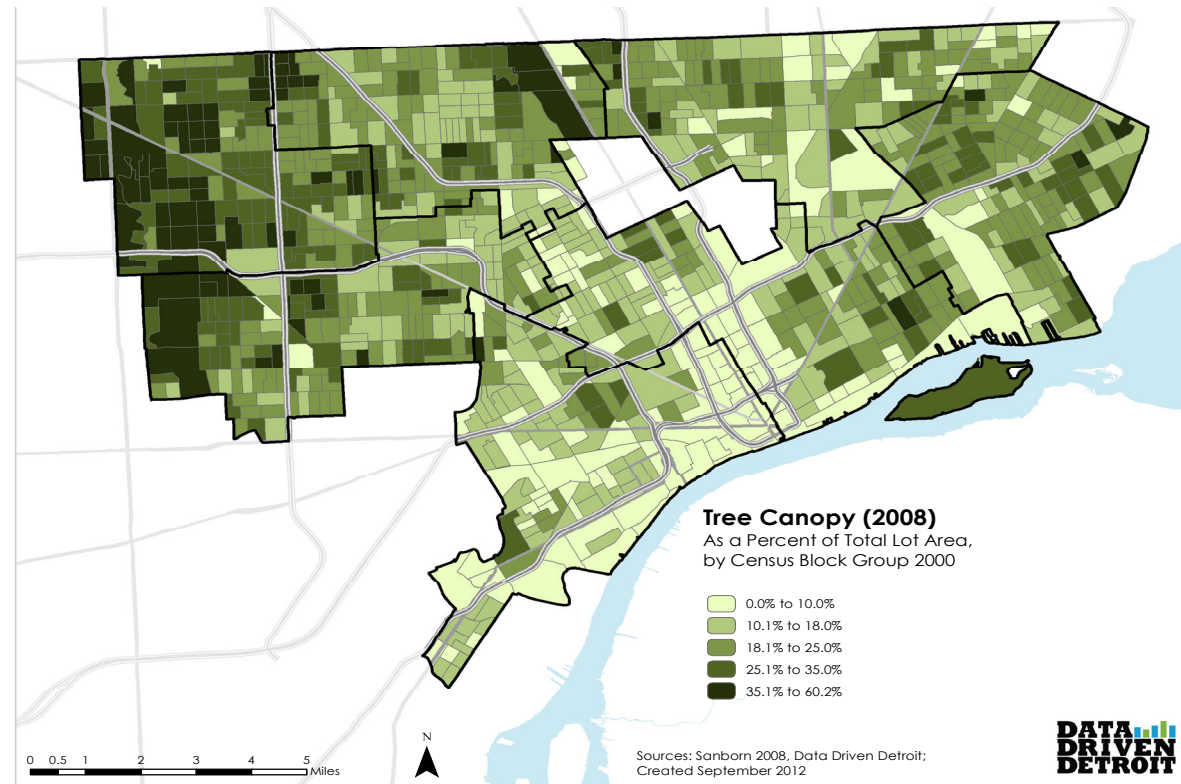 Tree Canopy (2008)
As a Percent of Total Lot Area,
by Census Block Group 2000
0.0% to 10.0%
10.1% to 18.0%
18.1% to 25.0%
25.1% to 35.0%
35.1% to 60.2%
N
0 0.5 1 2 3 4 5
Miles
Sources: Sanborn 2008, Data Driven Detroit;
Created September 2012
DATA
DRIVEN
DETROIT